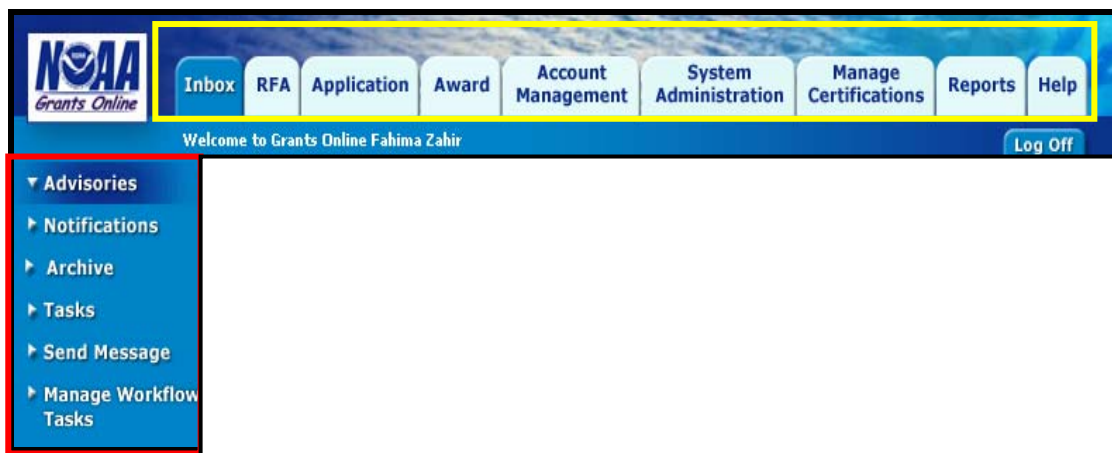 NOAA
Grants Online
Inbox
RFA
Application
Award
Account
Management
System
Administration
Manage
Certifications
Reports
Help
Welcome to Grants Online Fahima Zahir
Log Off
Advisories
Notifications
Archive
Tasks
Send Message
Manage Workflow
Tasks